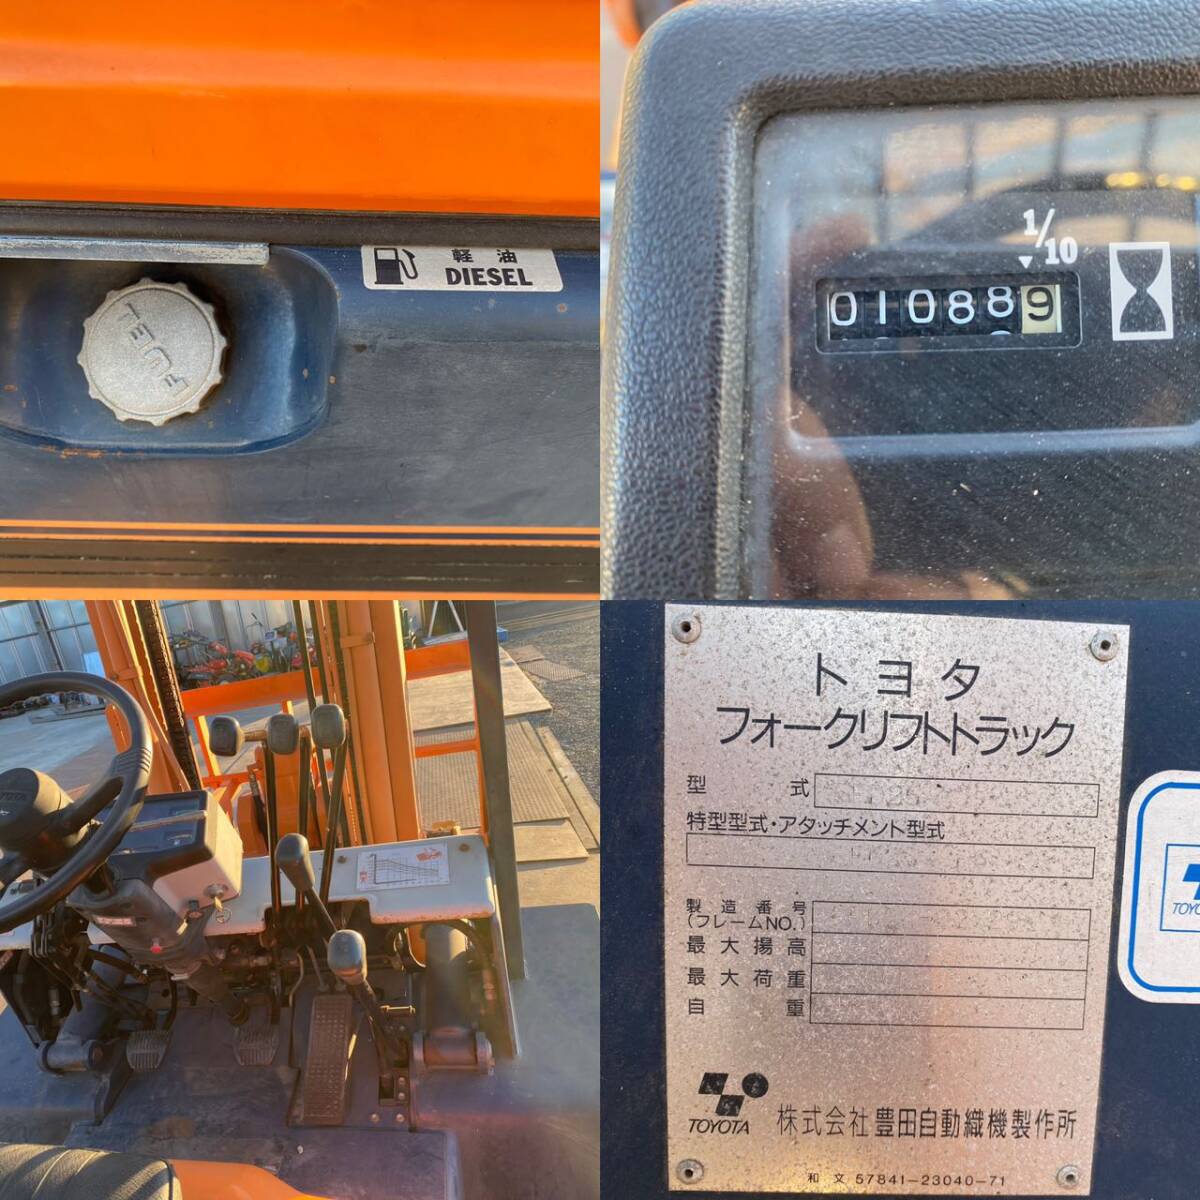 軽油
DIESEL
FUEL
1/10
010889
トヨタ
フォークリフトトラック
型式
特型型式・アタッチメント型式
製造番号
(フレームNO.)
最大揚高
最大荷重
自重
TOYOTA
株式会社豊田自動織機製作所
和文 57841-23040-71